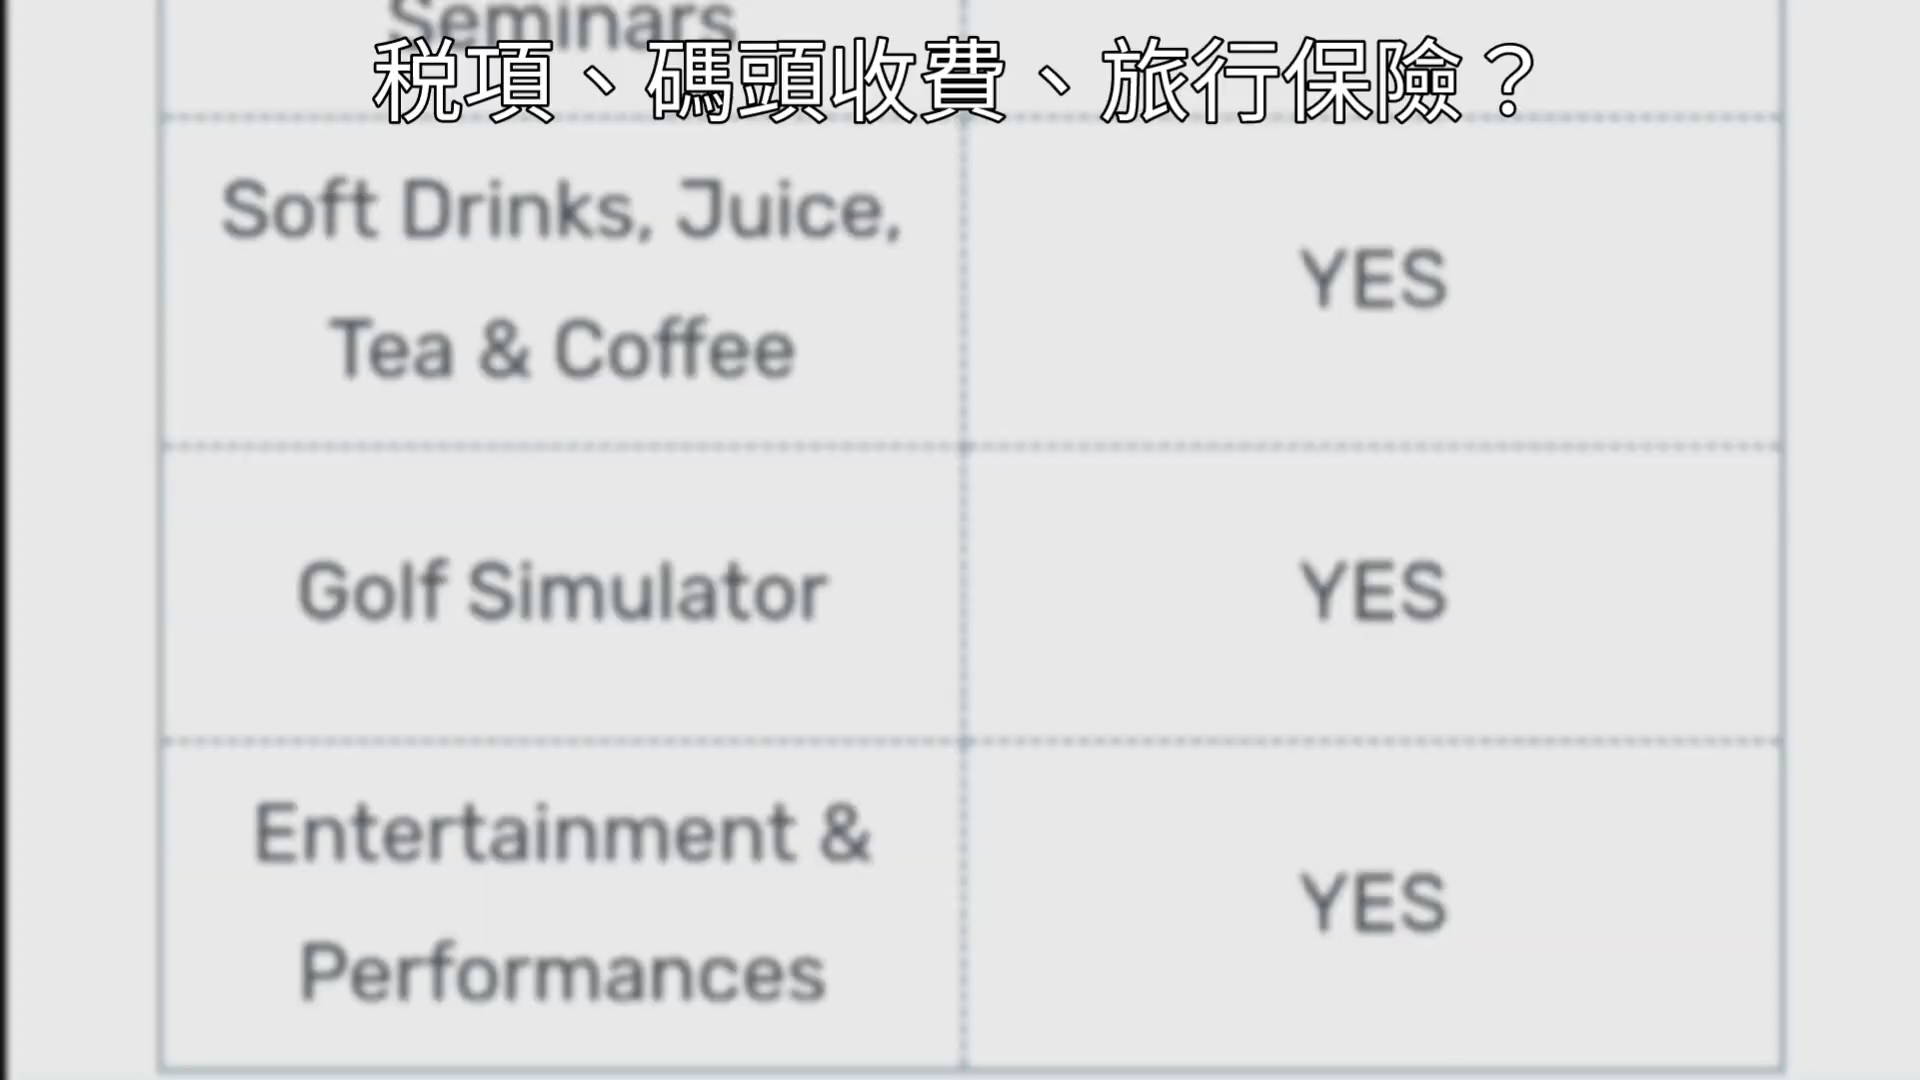 Seminars
税項、碼頭收費、旅行保險？
Soft Drinks, Juice,
Tea & Coffee
YES
Golf Simulator
YES
Entertainment &
Performances
YES